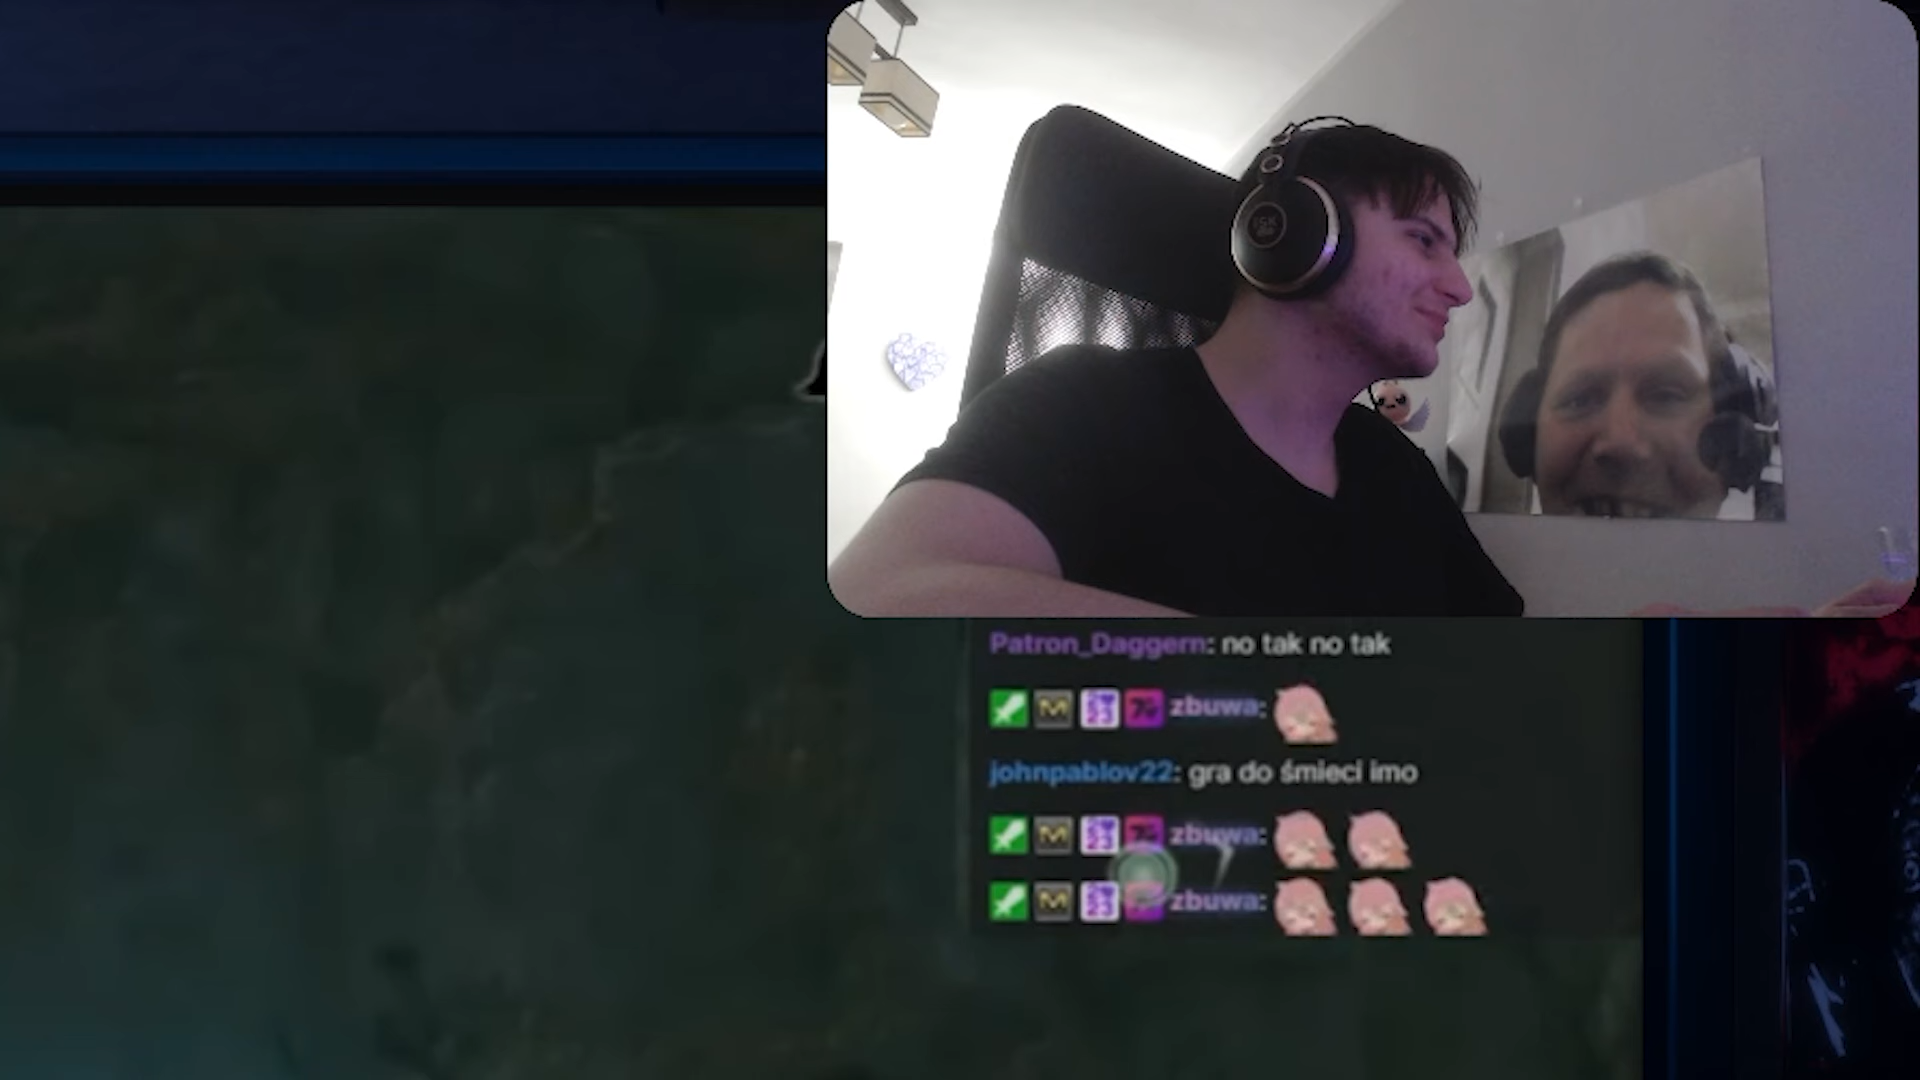 Patron_Daggern: no tak no tak
zbuwa:
johnpablov22: gra do śmieci imo
zbuwa:
zbuwa: